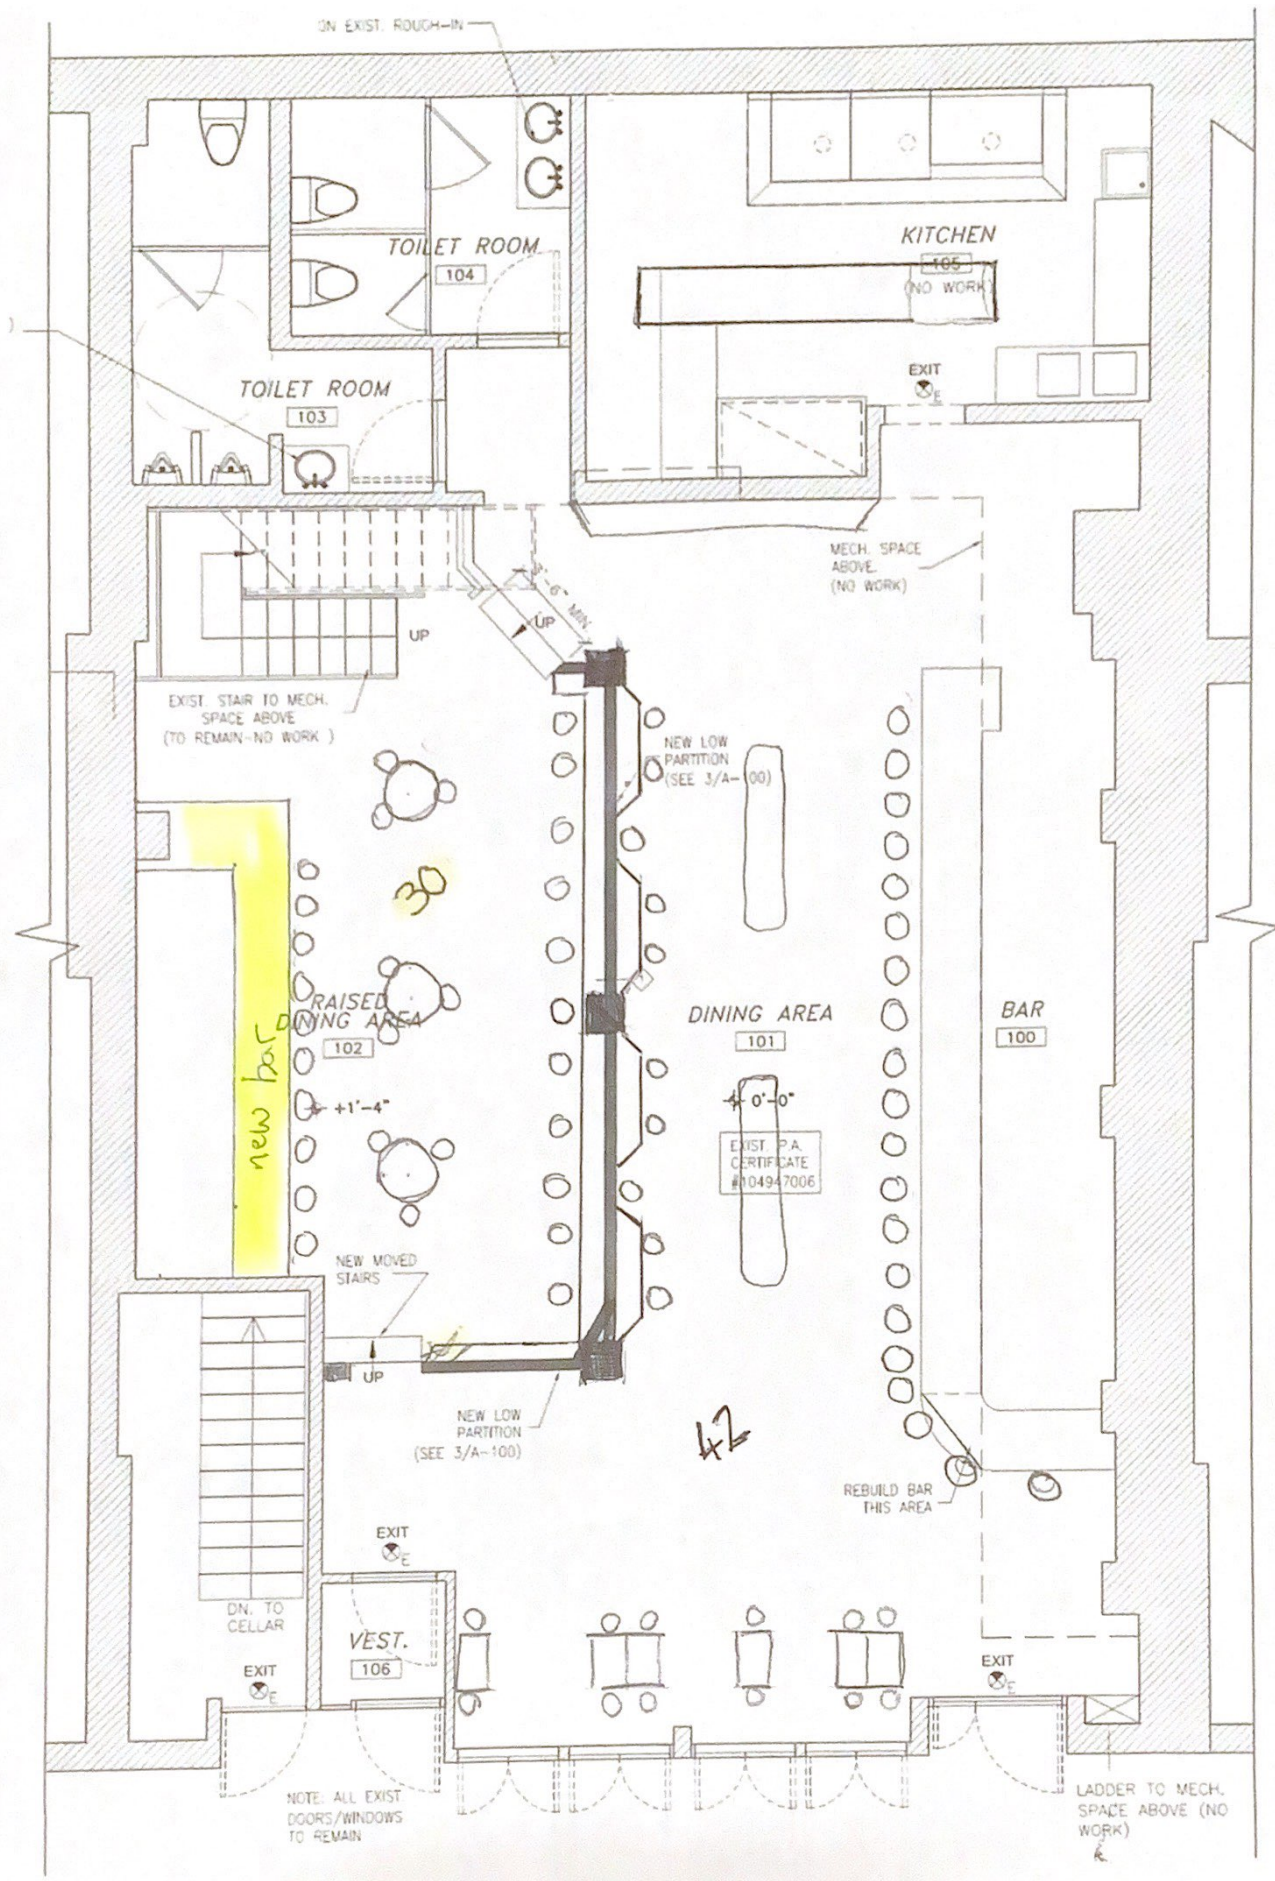 ON EXIST. ROUGH-IN
TOILET ROOM
104
KITCHEN
105
(NO WORK)
EXIT
E
TOILET ROOM
103
MECH. SPACE
ABOVE.
(NO WORK)
6" MIN
UP
UP
EXIST. STAIR TO MECH.
SPACE ABOVE
(TO REMAIN-NO WORK )
NEW LOW
PARTITION
(SEE 3/A-100)
30
RAISED
DINING AREA
102
new bar
+1'-4"
DINING AREA
101
0'-0"
EXIST. P.A.
CERTIFICATE
#104947006
BAR
100
NEW MOVED
STAIRS
UP
NEW LOW
PARTITION
(SEE 3/A-100)
42
REBUILD BAR
THIS AREA
EXIT
E
DN. TO
CELLAR
VEST.
106
EXIT
E
EXIT
E
NOTE: ALL EXIST.
DOORS/WINDOWS
TO REMAIN
LADDER TO MECH.
SPACE ABOVE (NO
WORK)